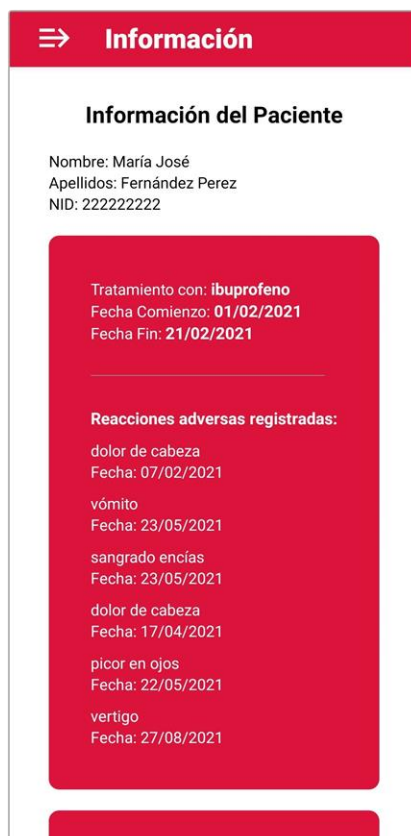 Información
Información del Paciente
Nombre: María José
Apellidos: Fernández Perez
NID: 222222222
Tratamiento con: ibuprofeno
Fecha Comienzo: 01/02/2021
Fecha Fin: 21/02/2021
Reacciones adversas registradas:
dolor de cabeza
Fecha: 07/02/2021
vómito
Fecha: 23/05/2021
sangrado encías
Fecha: 23/05/2021
dolor de cabeza
Fecha: 17/04/2021
picor en ojos
Fecha: 22/05/2021
vertigo
Fecha: 27/08/2021